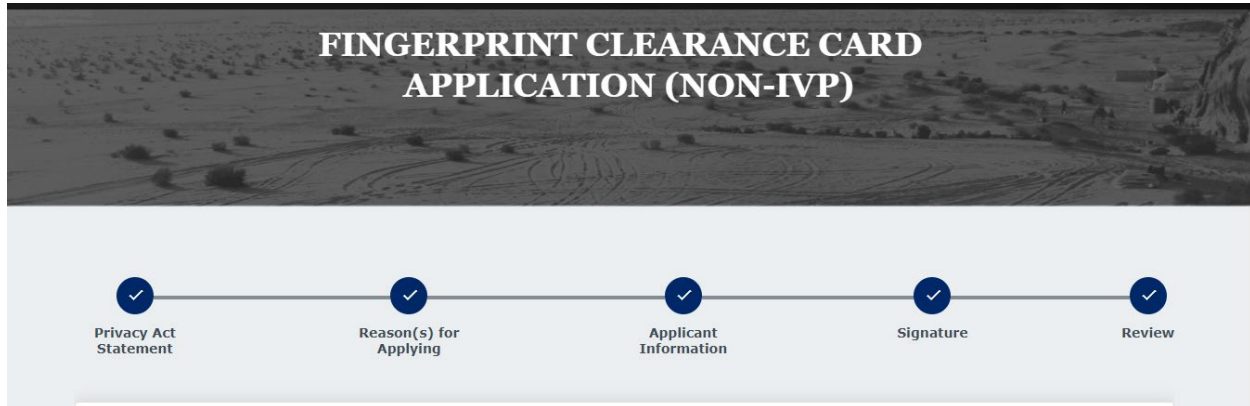 FINGERPRINT CLEARANCE CARD
APPLICATION (NON-IVP)
Privacy Act
Statement
Reason(s) for
Applying
Applicant
Information
Signature
Review